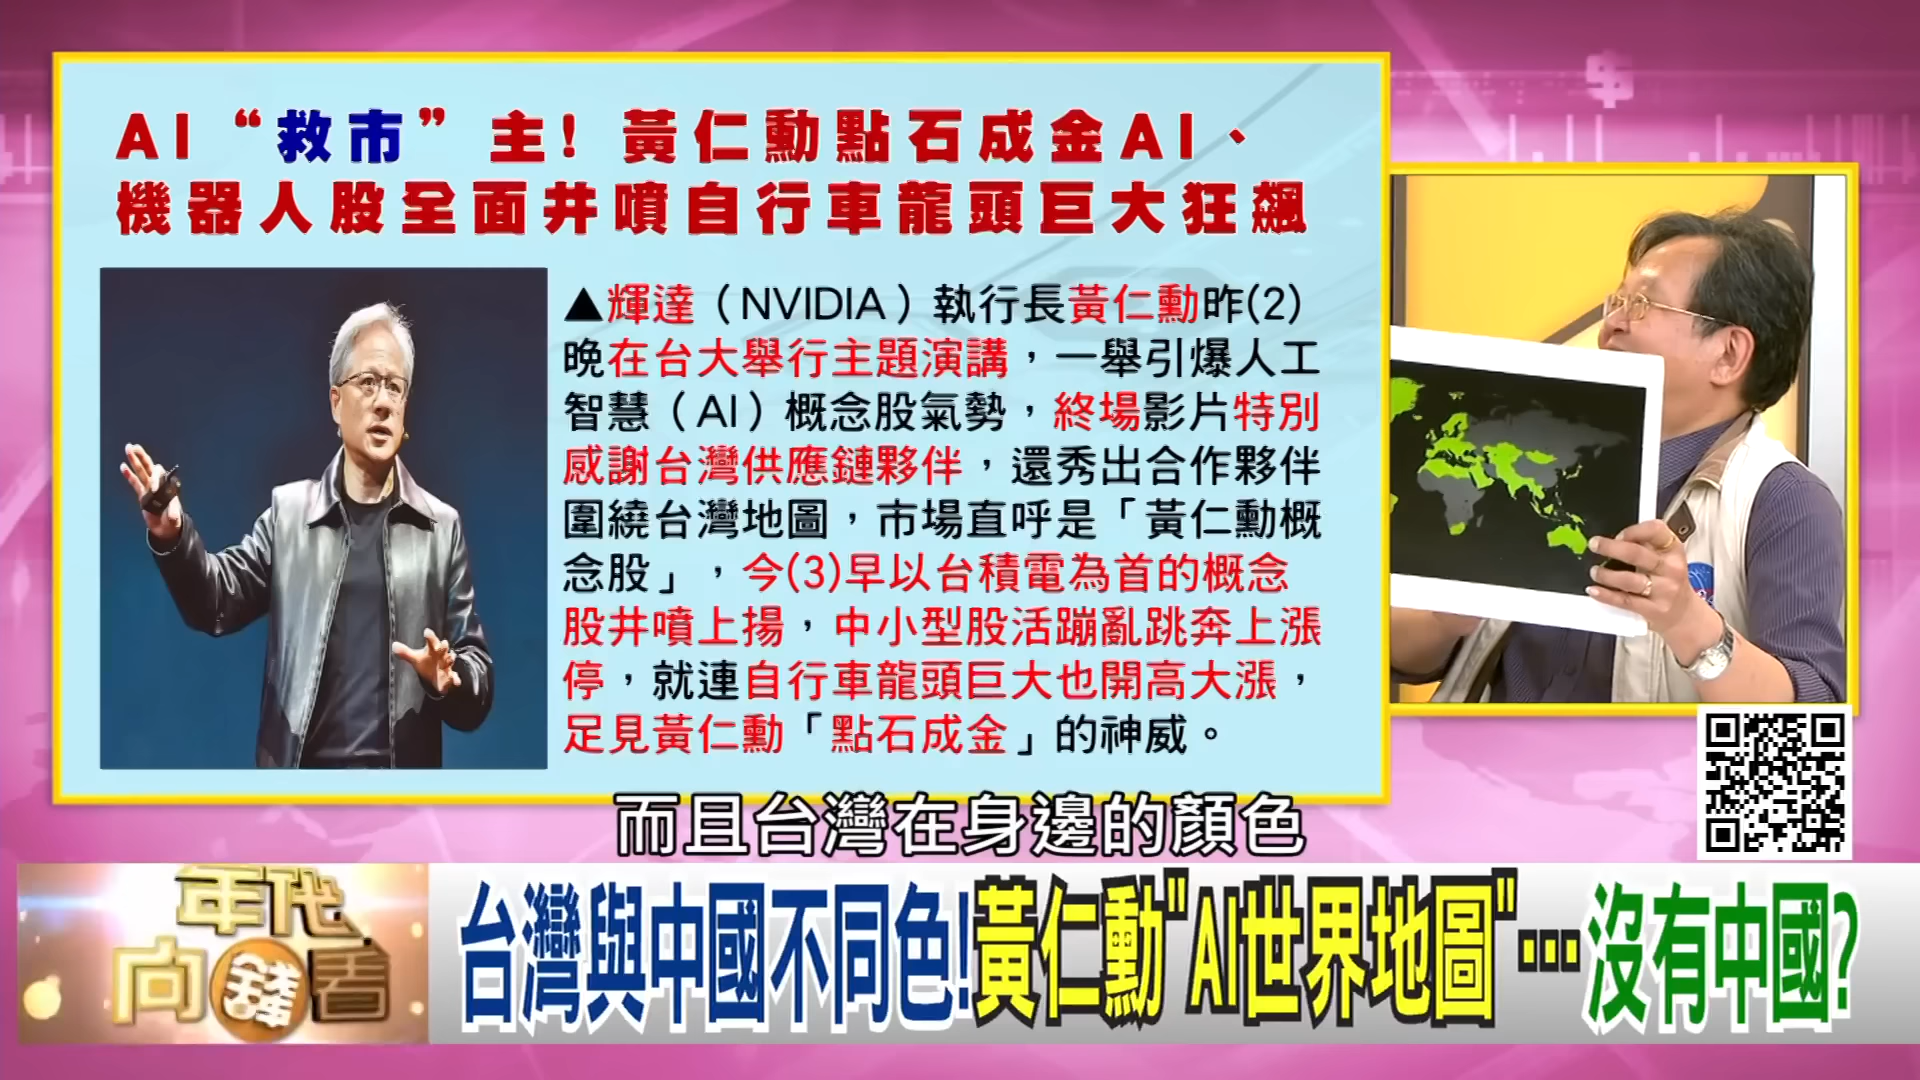 AI“救市”主！黃仁勳點石成金AI、
機器人股全面井噴自行車龍頭巨大狂飆
▲輝達（NVIDIA）執行長黃仁勳昨(2)
晚在台大舉行主題演講，一舉引爆人工
智慧（AI）概念股氣勢，終場影片特別
感謝台灣供應鏈夥伴，還秀出合作夥伴
圍繞台灣地圖，市場直呼是「黃仁勳概
念股」，今(3)早以台積電為首的概念
股井噴上揚，中小型股活蹦亂跳奔上漲
停，就連自行車龍頭巨大也開高大漲，
足見黃仁勳「點石成金」的神威。
而且台灣在身邊的顏色
年代
向錢看
台灣與中國不同色!黃仁勳"AI世界地圖"…沒有中國?